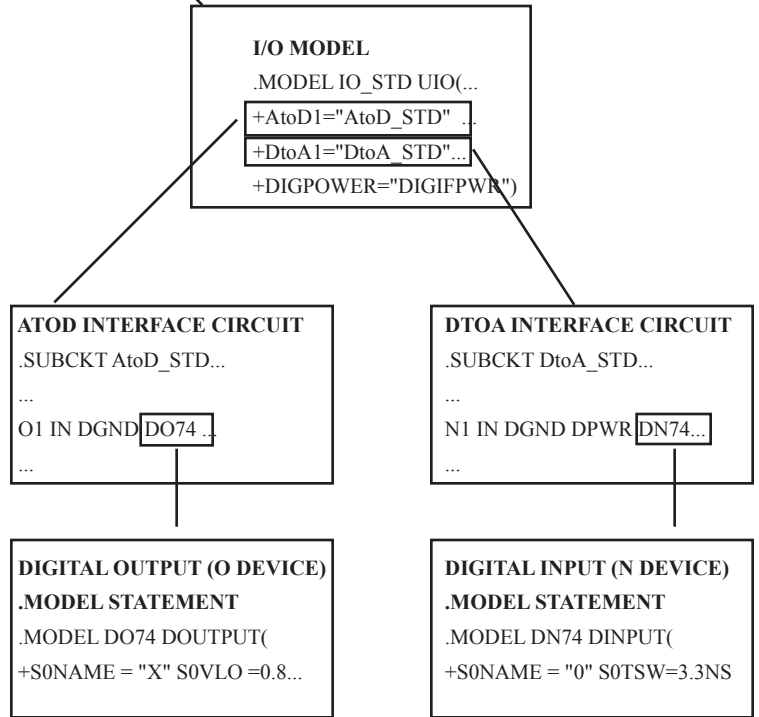 I/O MODEL
.MODEL IO_STD UIO(...
+AtoD1="AtoD_STD" ...
+DtoA1="DtoA_STD"...
+DIGPOWER="DIGIFPWR")
ATOD INTERFACE CIRCUIT
.SUBCKT AtoD_STD...
...
O1 IN DGND DO74 ...
...
DTOA INTERFACE CIRCUIT
.SUBCKT DtoA_STD...
...
N1 IN DGND DPWR DN74...
...
DIGITAL OUTPUT (O DEVICE)
.MODEL STATEMENT
.MODEL DO74 DOUTPUT(
+S0NAME = "X" S0VLO =0.8...
DIGITAL INPUT (N DEVICE)
.MODEL STATEMENT
.MODEL DN74 DINPUT(
+S0NAME = "0" S0TSW=3.3NS